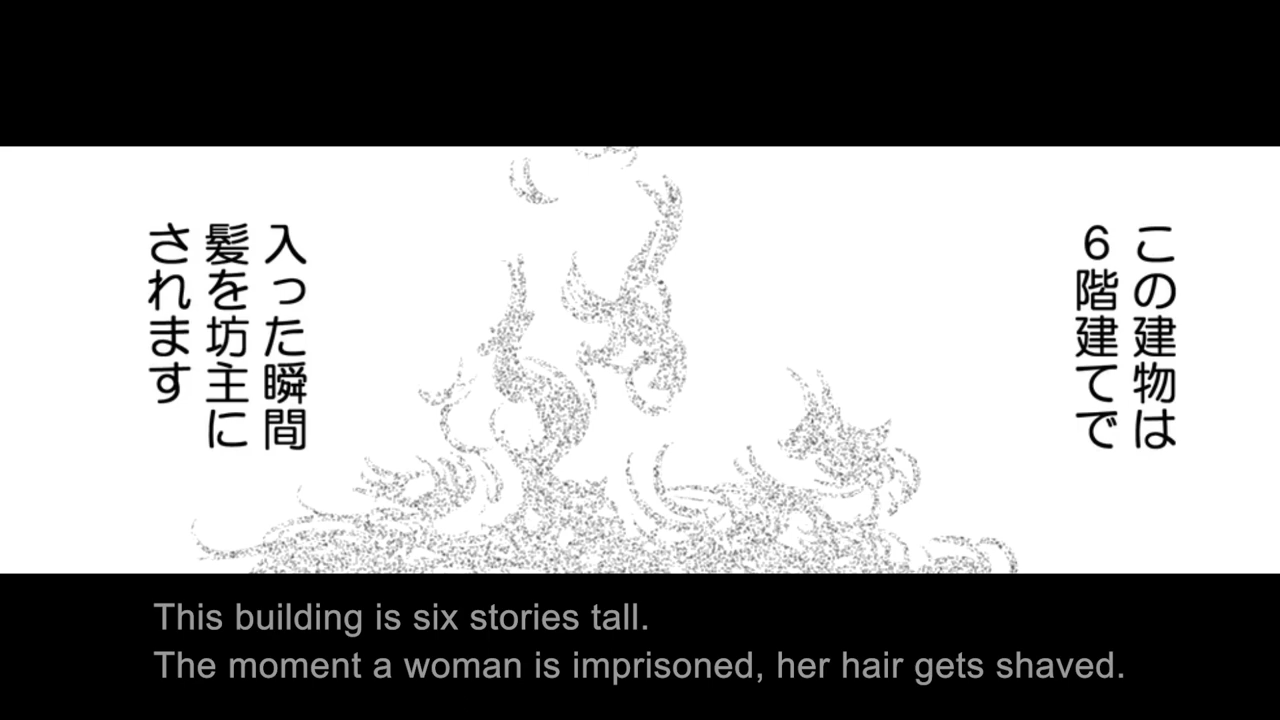 この建物は
６階建てで
入った瞬間
髪を坊主に
されます
This building is six stories tall.
The moment a woman is imprisoned, her hair gets shaved.